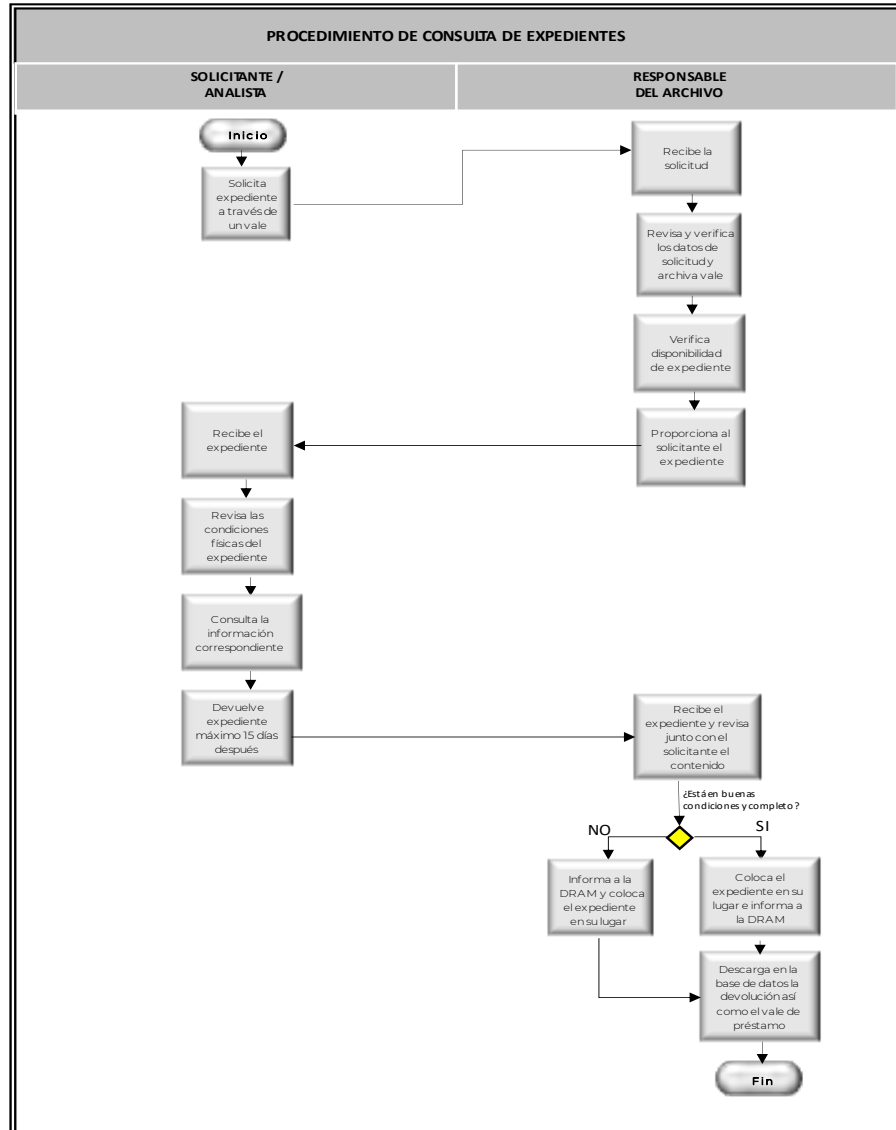 PROCEDIMIENTO DE CONSULTA DE EXPEDIENTES
SOLICITANTE /
ANALISTA
RESPONSABLE
DEL ARCHIVO
Inicio
Solicita
expediente
a través de
un vale
Recibe la
solicitud
Revisa y verifica
los datos de
solicitud y
archiva vale
Verifica
disponibilidad
de expediente
Proporciona al
solicitante el
expediente
Recibe el
expediente
Revisa las
condiciones
físicas del
expediente
Consulta la
información
correspondiente
Devuelve
expediente
máximo 15 días
después
Recibe el
expediente y revisa
junto con el
solicitante el
contenido
¿Está en buenas
condiciones y completo?
NO
SI
Informa a la
DRAM y coloca
el expediente
en su lugar
Coloca el
expediente en su
lugar e informa a
la DRAM
Descarga en la
base de datos la
devolución así
como el vale de
préstamo
Fin